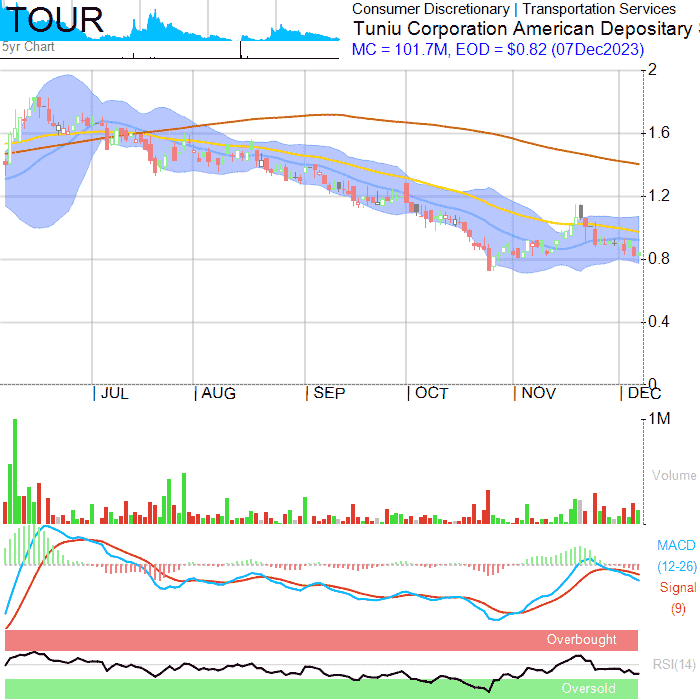 TOUR
5yr Chart
Consumer Discretionary | Transportation Services
Tuniu Corporation American Depositary
MC = 101.7M, EOD = $0.82 (07Dec2023)
2
1.6
1.2
0.8
0.4
0
JUL AUG SEP OCT NOV DEC
1M
Volume
MACD
(12-26)
Signal
(9)
Overbought
RSI(14)
Oversold